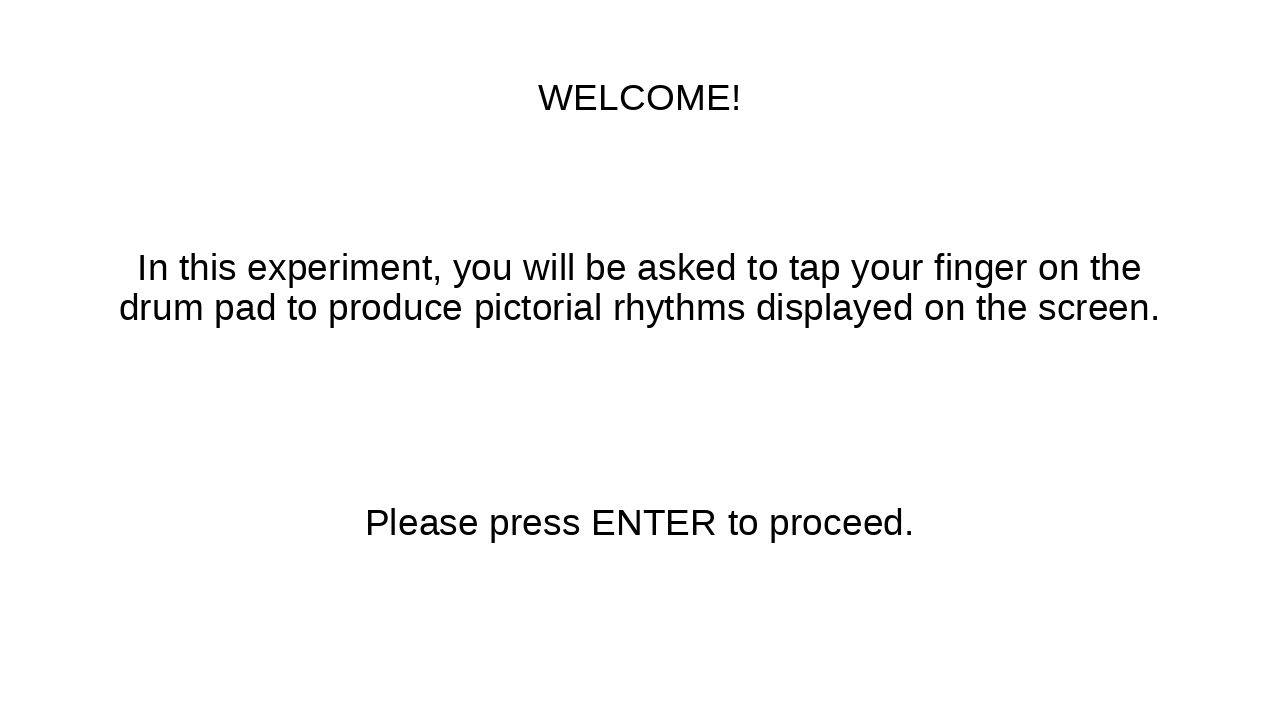 WELCOME!
In this experiment, you will be asked to tap your finger on the
drum pad to produce pictorial rhythms displayed on the screen.
Please press ENTER to proceed.